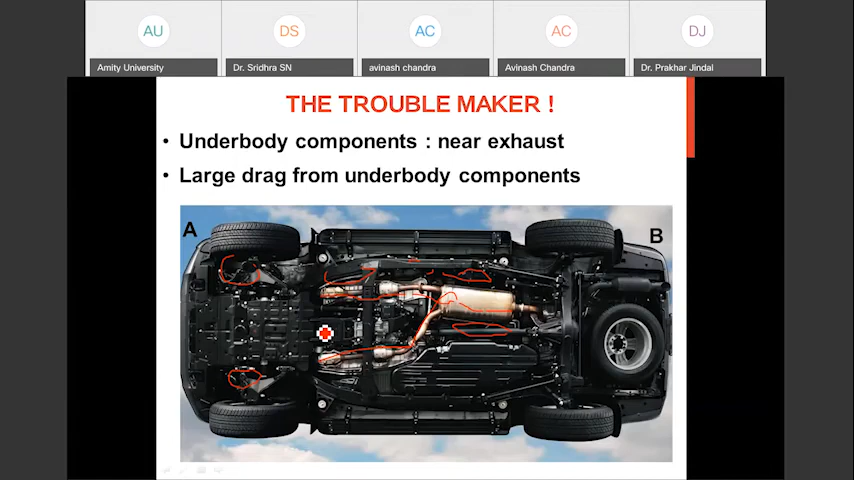 AU
DS
AC
AC
DJ
Amity University
Dr. Sridhra SN
avinash chandra
Avinash Chandra
Dr. Prakhar Jindal
THE TROUBLE MAKER !
• Underbody components : near exhaust
• Large drag from underbody components
A
B